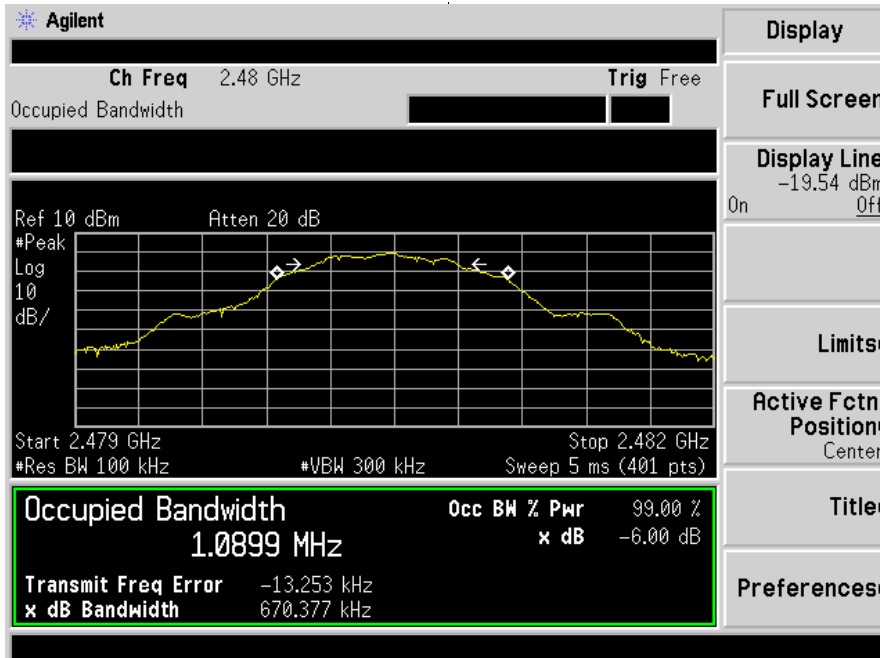 Agilent
Ch Freq 2.48 GHz Trig Free
Occupied Bandwidth
Ref 10 dBm Atten 20 dB
#Peak
Log
10
dB/
Start 2.479 GHz Stop 2.482 GHz
#Res BW 100 kHz #VBW 300 kHz Sweep 5 ms (401 pts)
Occupied Bandwidth
1.0899 MHz
Occ BW % Pwr 99.00 %
x dB -6.00 dB
Transmit Freq Error -13.253 kHz
x dB Bandwidth 670.377 kHz
Display
Full Screen
Display Line
-19.54 dBm
On Off
Limits
Active Fctn
Position
Center
Title
Preferences